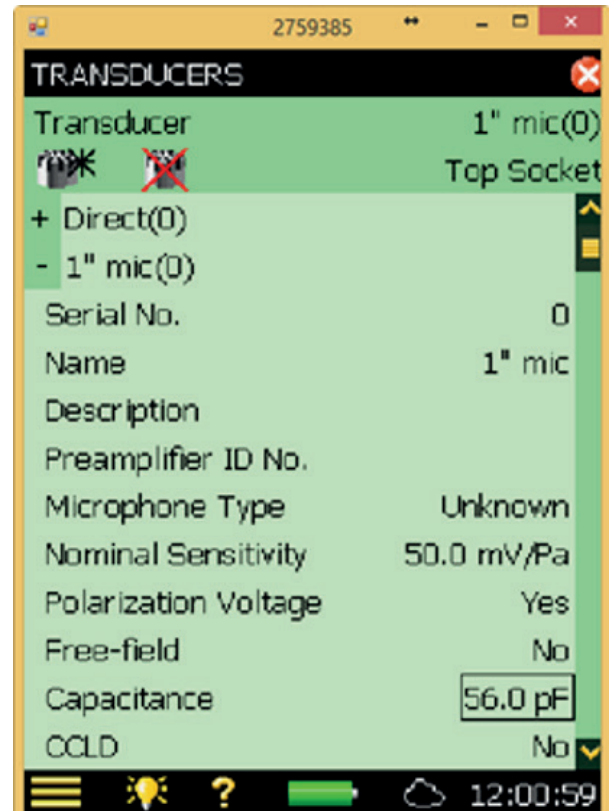 2759385
TRANSDUCERS
Transducer 1" mic(0)
Top Socket
+ Direct(0)
- 1" mic(0)
Serial No. 0
Name 1" mic
Description
Preamplifier ID No.
Microphone Type Unknown
Nominal Sensitivity 50.0 mV/Pa
Polarization Voltage Yes
Free-field No
Capacitance 56.0 pF
CCLD No
? 12:00:59